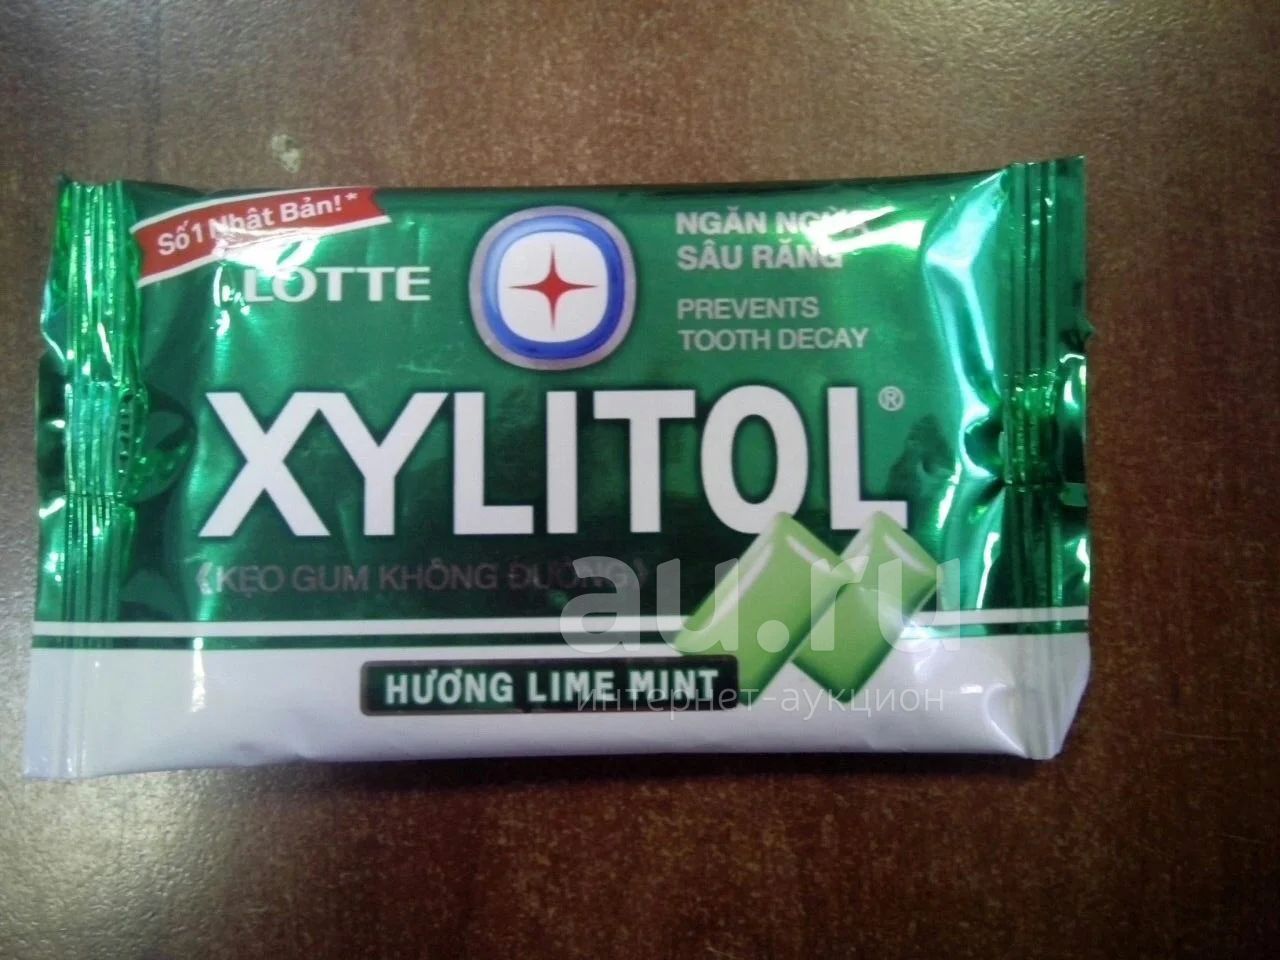 Số 1 Nhật Bản!*
LOTTE
NGĂN NGỪA
SÂU RĂNG
PREVENTS
TOOTH DECAY
XYLITOL®
《KẸO GUM KHÔNG ĐƯỜNG》
HƯƠNG LIME MINT
au.ru
интернет-аукцион